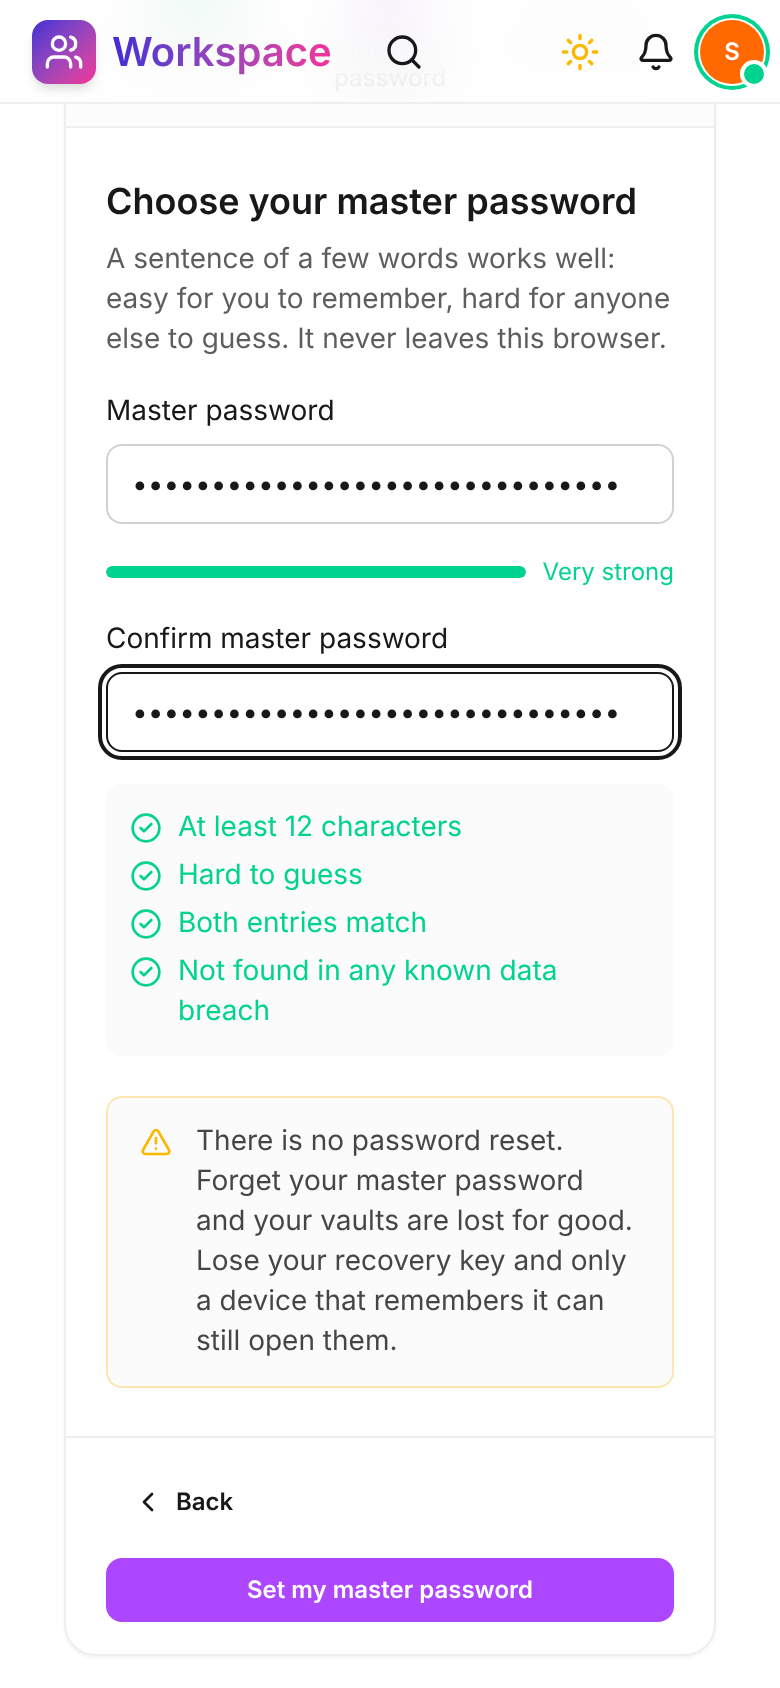 Workspace
S
password
Choose your master password
A sentence of a few words works well:
easy for you to remember, hard for anyone
else to guess. It never leaves this browser.
Master password
•••••••••••••••••••••••••••••••
Very strong
Confirm master password
•••••••••••••••••••••••••••••••
At least 12 characters
Hard to guess
Both entries match
Not found in any known data
breach
There is no password reset.
Forget your master password
and your vaults are lost for good.
Lose your recovery key and only
a device that remembers it can
still open them.
Back
Set my master password